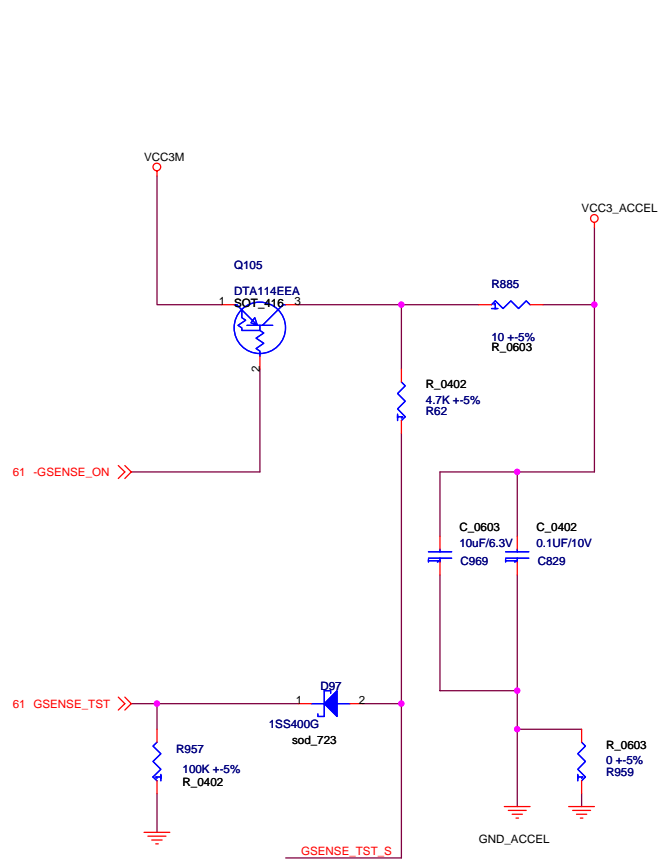 VCC3M
VCC3_ACCEL
Q105
DTA114EEA
SOT_416
1
3
2
R885
1
10 +-5%
R_0603
R_0402
4.7K +-5%
R62
61 -GSENSE_ON
C_0603
10uF/6.3V
C969
C_0402
0.1UF/10V
C829
61 GSENSE_TST
D97
1
2
1SS400G
sod_723
R957
100K +-5%
R_0402
R_0603
0 +-5%
R959
GND_ACCEL
GSENSE_TST_S